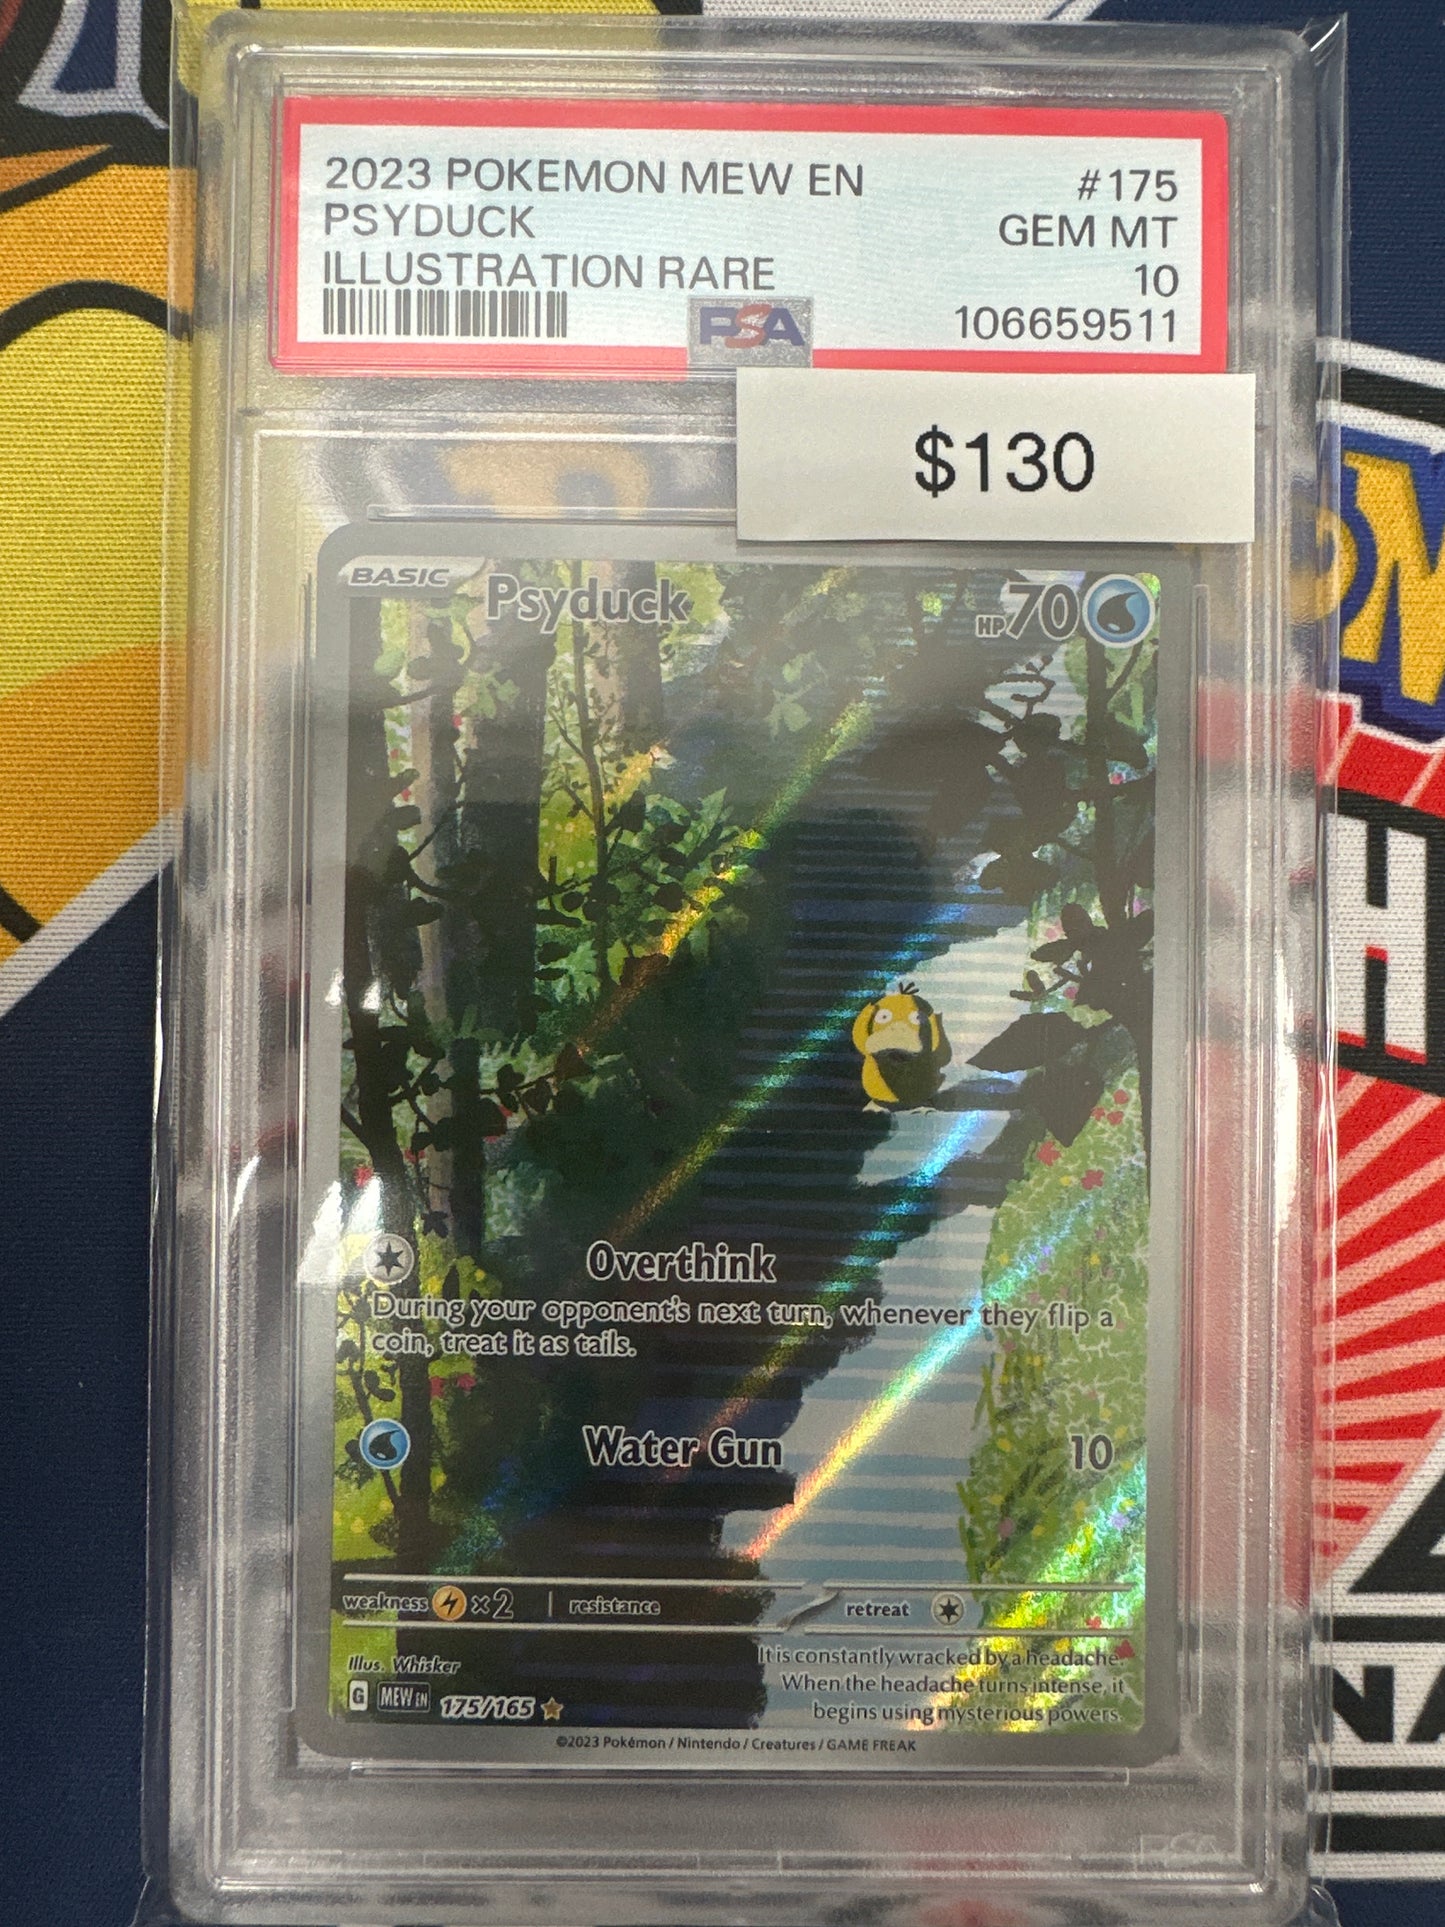 2023 POKEMON MEW EN #175
PSYDUCK GEM MT
ILLUSTRATION RARE 10
PSA 106659511
$130
BASIC Psyduck HP 70
Overthink
During your opponent's next turn, whenever they flip a
coin, treat it as tails.
Water Gun 10
weakness x2 resistance retreat
Illus. Whisker
It is constantly wracked by a headache.
When the headache turns intense, it
begins using mysterious powers.
G MEW EN 175/165
©2023 Pokémon / Nintendo / Creatures / GAME FREAK